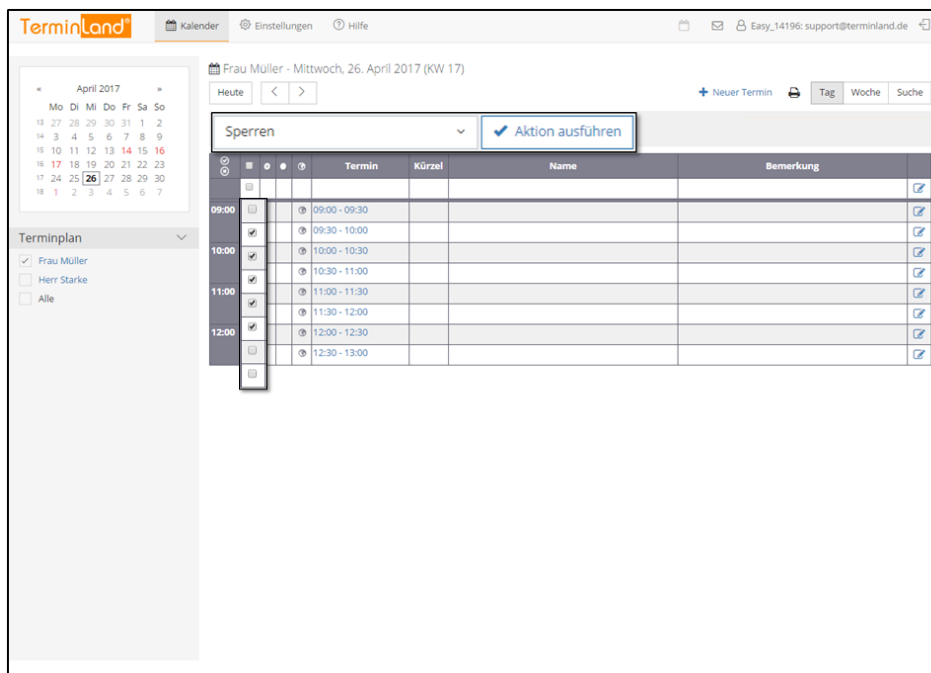 TerminLand®
Kalender Einstellungen Hilfe Easy_14196: support@terminland.de
« April 2017 »
Mo Di Mi Do Fr Sa So
13 27 28 29 30 31 1 2
14 3 4 5 6 7 8 9
15 10 11 12 13 14 15 16
16 17 18 19 20 21 22 23
17 24 25 26 27 28 29 30
18 1 2 3 4 5 6 7
Terminplan
Frau Müller
Herr Starke
Alle
Frau Müller - Mittwoch, 26. April 2017 (KW 17)
Heute < > + Neuer Termin Tag Woche Suche
Sperren Aktion ausführen
Termin Kürzel Name Bemerkung
09:00 09:00 - 09:30
09:30 - 10:00
10:00 10:00 - 10:30
10:30 - 11:00
11:00 11:00 - 11:30
11:30 - 12:00
12:00 12:00 - 12:30
12:30 - 13:00